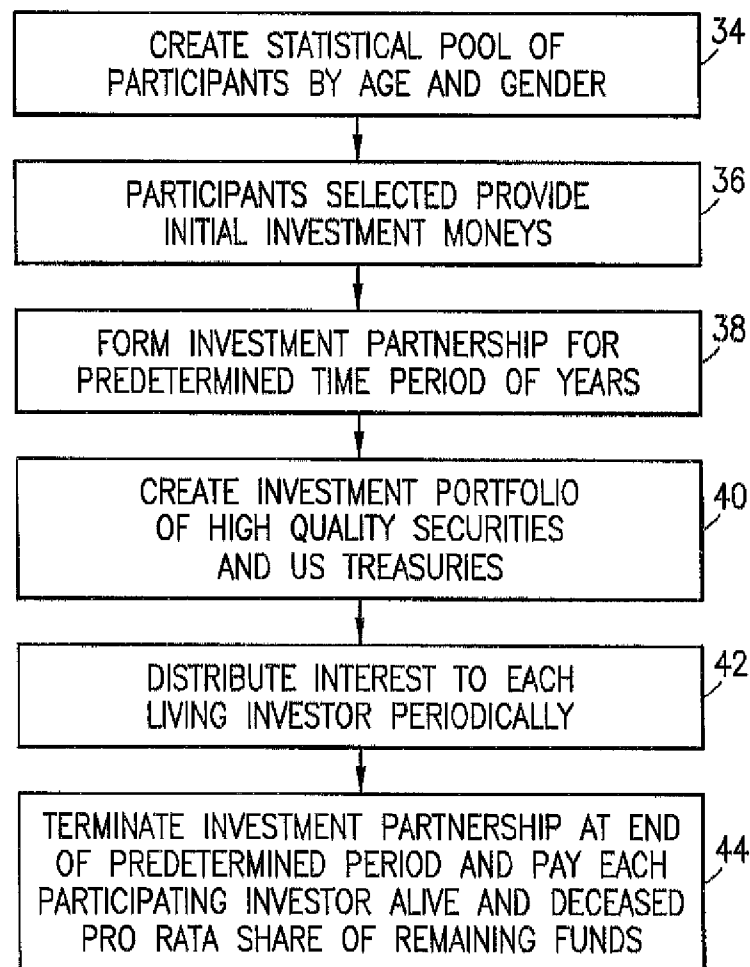 CREATE STATISTICAL POOL OF
PARTICIPANTS BY AGE AND GENDER
34
PARTICIPANTS SELECTED PROVIDE
INITIAL INVESTMENT MONEYS
36
FORM INVESTMENT PARTNERSHIP FOR
PREDETERMINED TIME PERIOD OF YEARS
38
CREATE INVESTMENT PORTFOLIO
OF HIGH QUALITY SECURITIES
AND US TREASURIES
40
DISTRIBUTE INTEREST TO EACH
LIVING INVESTOR PERIODICALLY
42
TERMINATE INVESTMENT PARTNERSHIP AT END
OF PREDETERMINED PERIOD AND PAY EACH
PARTICIPATING INVESTOR ALIVE AND DECEASED
PRO RATA SHARE OF REMAINING FUNDS
44